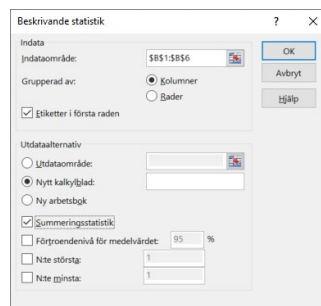 Beskrivande statistik ? ×
Indata
Indataområde: $B$1:$B$6
OK
Grupperad av: Kolumner
Avbryt
Rader
Hjälp
Etiketter i första raden
Utdataalternativ
Utdataområde:
Nytt kalkylblad:
Ny arbetsbok
Summeringsstatistik
Förtroendenivå för medelvärdet: 95 %
N:te största: 1
N:te minsta: 1